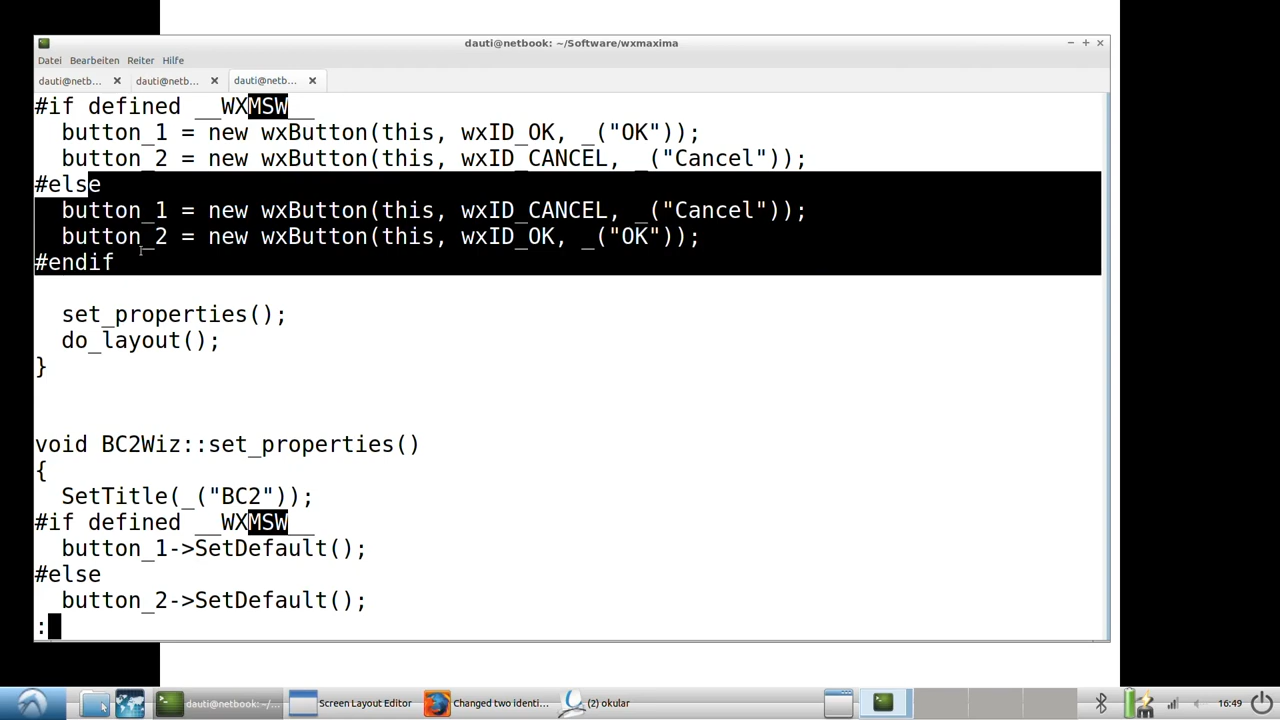 dauti@netbook: ~/Software/wxmaxima
Datei Bearbeiten Reiter Hilfe
dauti@netb... dauti@netb... dauti@netb...
#if defined __WXMSW__
  button_1 = new wxButton(this, wxID_OK, _("OK"));
  button_2 = new wxButton(this, wxID_CANCEL, _("Cancel"));
#else
  button_1 = new wxButton(this, wxID_CANCEL, _("Cancel"));
  button_2 = new wxButton(this, wxID_OK, _("OK"));
#endif
  set_properties();
  do_layout();
}
void BC2Wiz::set_properties()
{
  SetTitle(_("BC2"));
#if defined __WXMSW__
  button_1->SetDefault();
#else
  button_2->SetDefault();
:
dauti@netbook: ~/... Screen Layout Editor Changed two identi... (2) okular 16:49